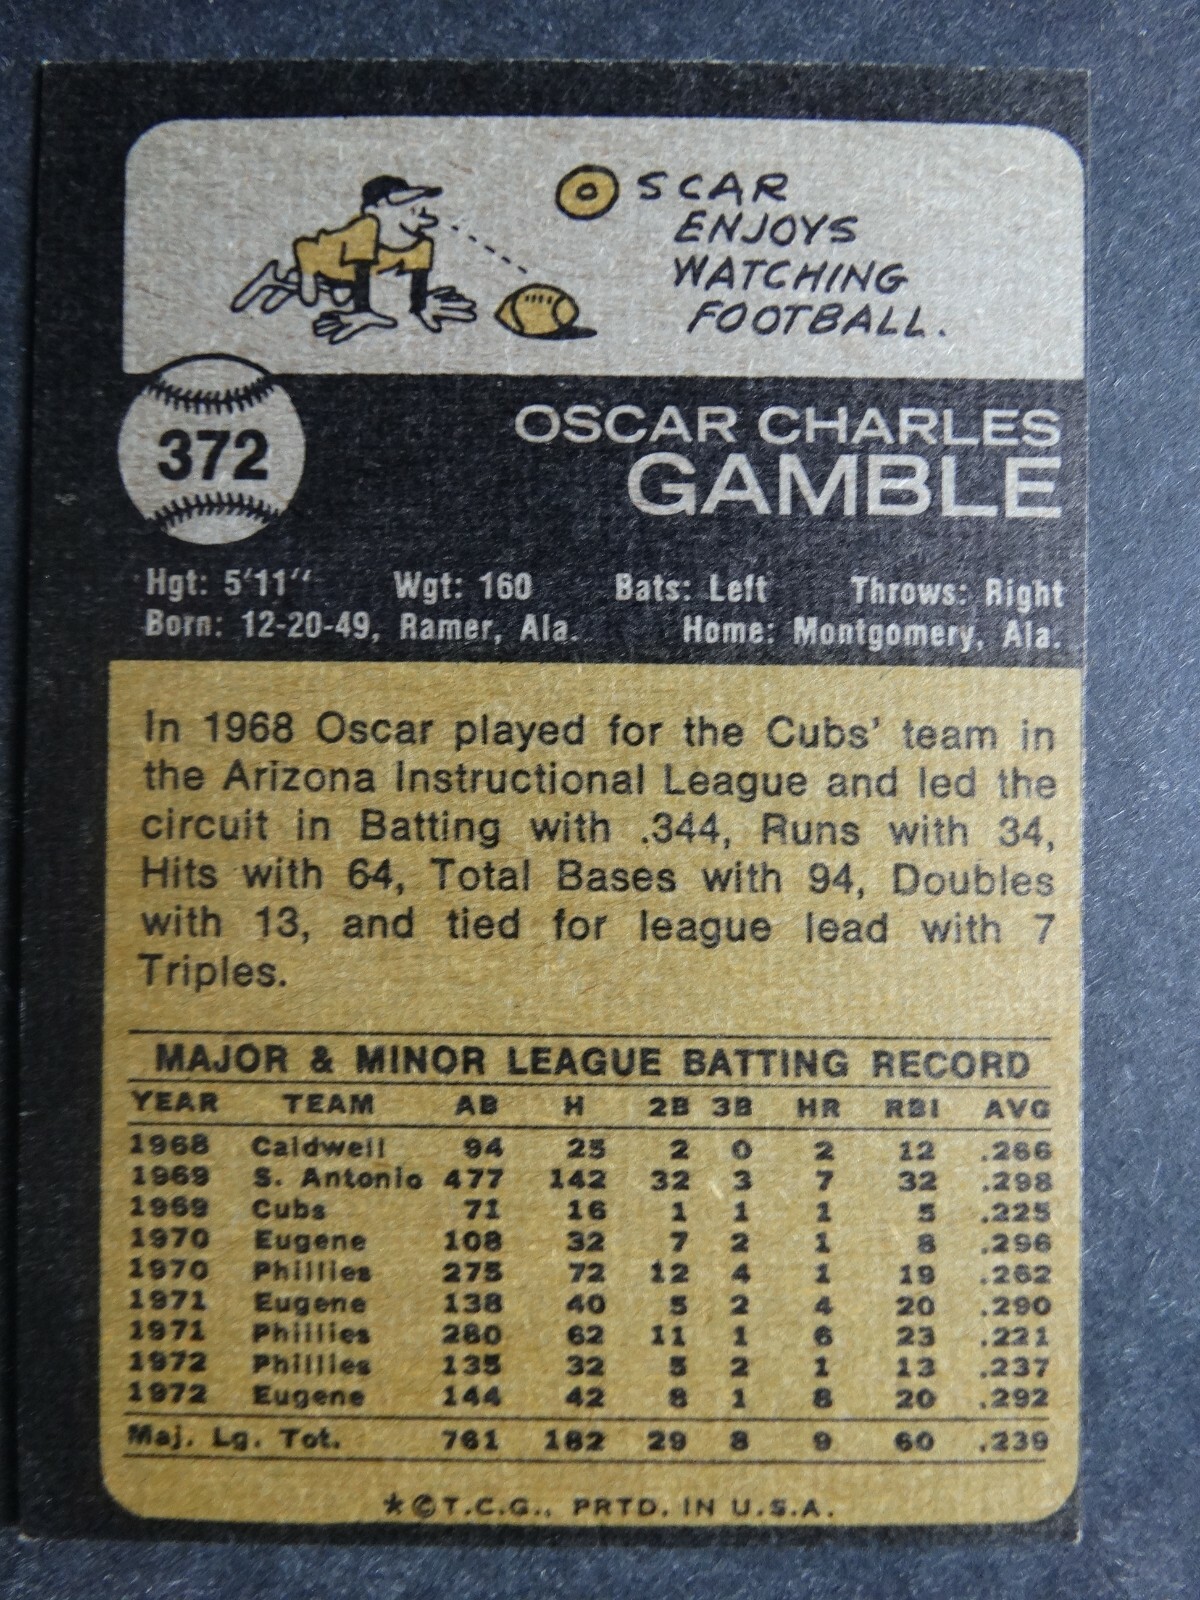 OSCAR
ENJOYS
WATCHING
FOOTBALL.
372
OSCAR CHARLES
GAMBLE
Hgt: 5'11" Wgt: 160 Bats: Left Throws: Right
Born: 12-20-49, Ramer, Ala. Home: Montgomery, Ala.
In 1968 Oscar played for the Cubs' team in
the Arizona Instructional League and led the
circuit in Batting with .344, Runs with 34,
Hits with 64, Total Bases with 94, Doubles
with 13, and tied for league lead with 7
Triples.
MAJOR & MINOR LEAGUE BATTING RECORD
YEAR TEAM AB H 2B 3B HR RBI AVG
1968 Caldwell 94 25 2 0 2 12 .266
1969 S. Antonio 477 142 32 3 7 32 .298
1969 Cubs 71 16 1 1 1 5 .225
1970 Eugene 108 32 7 2 1 8 .296
1970 Phillies 275 72 12 4 1 19 .262
1971 Eugene 138 40 5 2 4 20 .290
1971 Phillies 280 62 11 1 6 23 .221
1972 Phillies 135 32 5 2 1 13 .237
1972 Eugene 144 42 8 1 8 20 .292
Maj. Lg. Tot. 761 182 29 8 9 60 .239
*©T.C.G., PRTD. IN U.S.A.